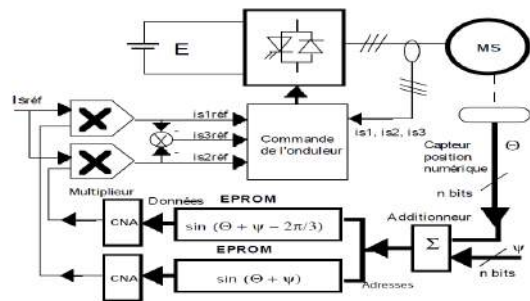 E
MS
Isréf
is1réf
is3réf
is2réf
Commande
de l'onduleur
is1, is2, is3
Capteur
position
numérique
Θ
n bits
Multiplieur
Données
EPROM
Additionneur
CNA
sin (Θ + ψ – 2π/3)
Σ
EPROM
ψ
CNA
sin (Θ + ψ)
Adresses
n bits